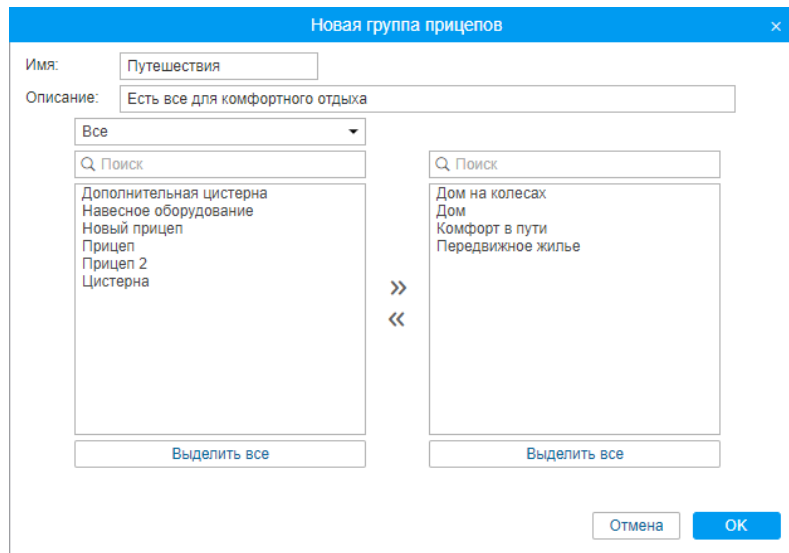 Новая группа прицепов
Имя: Путешествия
Описание: Есть все для комфортного отдыха
Все
Поиск
Дополнительная цистерна
Навесное оборудование
Новый прицеп
Прицеп
Прицеп 2
Цистерна
Выделить все
Поиск
Дом на колесах
Дом
Комфорт в пути
Передвижное жилье
Выделить все
Отмена
OK